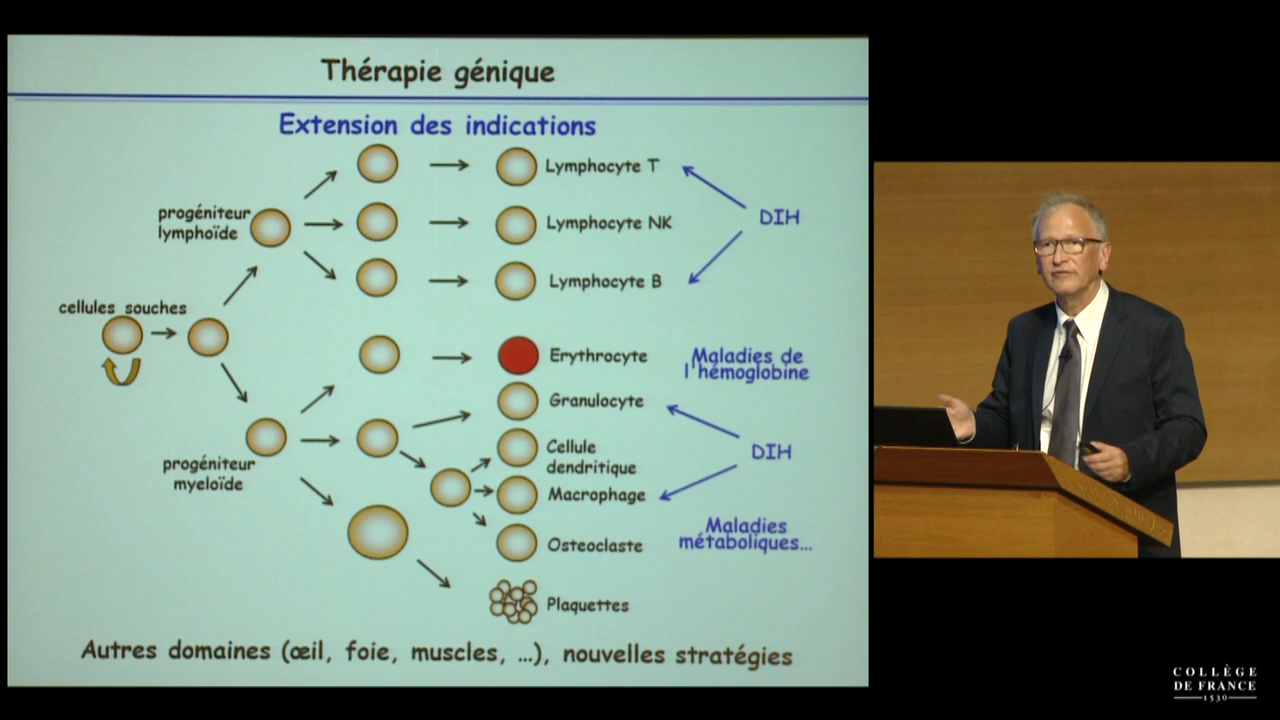 Thérapie génique
Extension des indications
Lymphocyte T
progéniteur
lymphoïde
DIH
Lymphocyte NK
Lymphocyte B
cellules souches
Erythrocyte
Maladies de
l'hémoglobine
Granulocyte
Cellule
dendritique
DIH
progéniteur
myeloïde
Macrophage
Maladies
métaboliques...
Osteoclaste
Plaquettes
Autres domaines (œil, foie, muscles, ...), nouvelles stratégies
COLLÈGE
DE FRANCE
1530